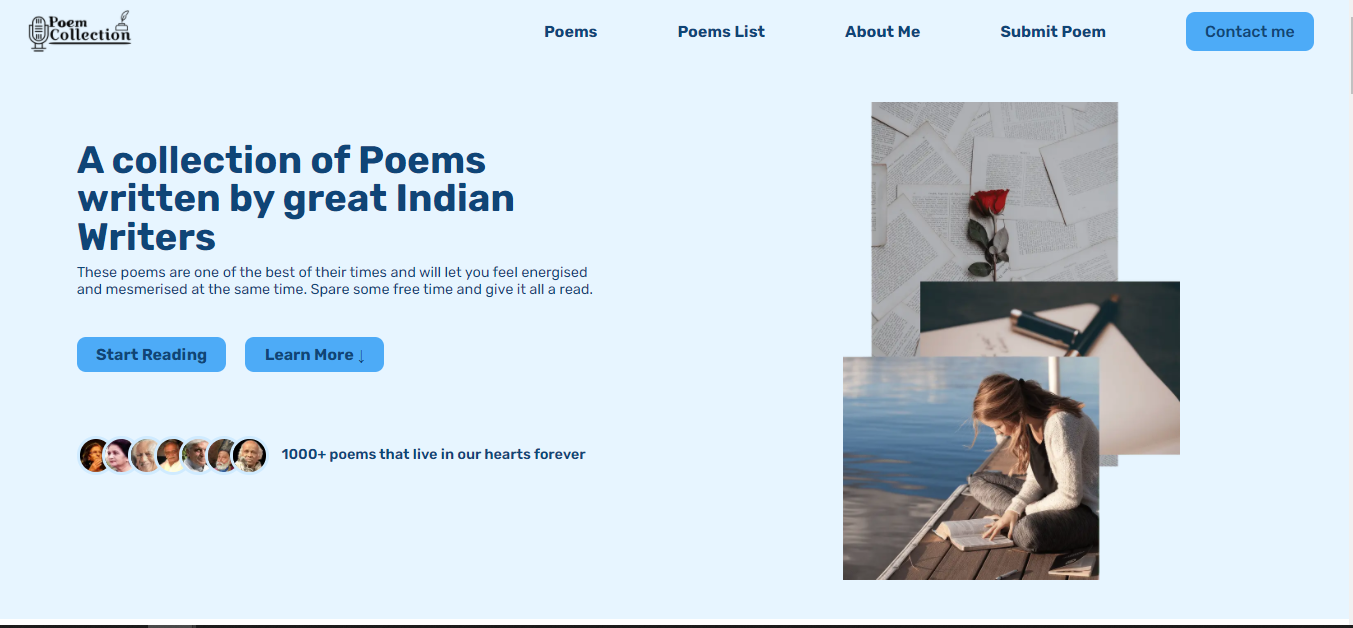 Poem
Collection
Poems
Poems List
About Me
Submit Poem
Contact me
A collection of Poems
written by great Indian
Writers
These poems are one of the best of their times and will let you feel energised
and mesmerised at the same time. Spare some free time and give it all a read.
Start Reading
Learn More ↓
1000+ poems that live in our hearts forever